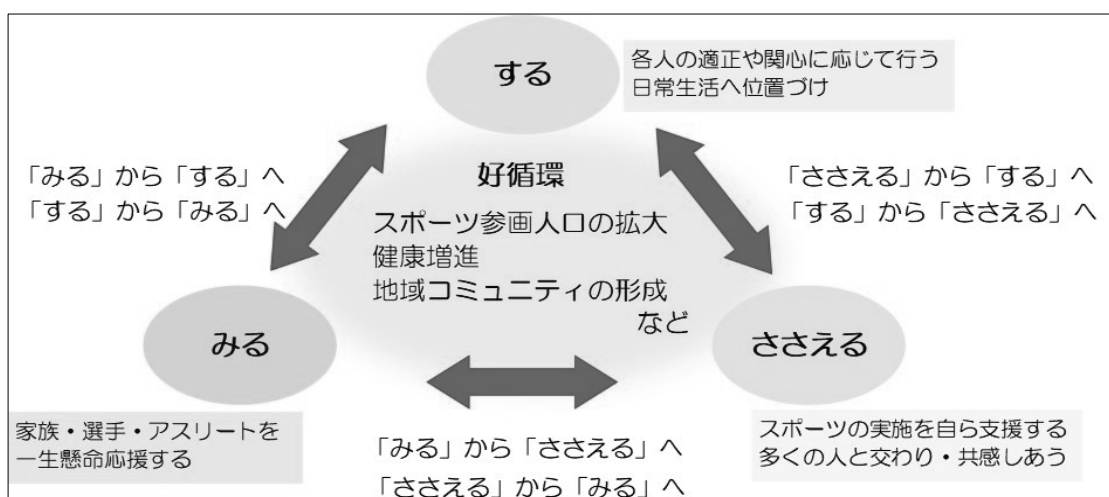 する
各人の適正や関心に応じて行う
日常生活へ位置づけ
「みる」から「する」へ
「する」から「みる」へ
好循環
「ささえる」から「する」へ
「する」から「ささえる」へ
スポーツ参画人口の拡大
健康増進
地域コミュニティの形成
など
みる
ささえる
家族・選手・アスリートを
一生懸命応援する
「みる」から「ささえる」へ
「ささえる」から「みる」へ
スポーツの実施を自ら支援する
多くの人と交わり・共感しあう